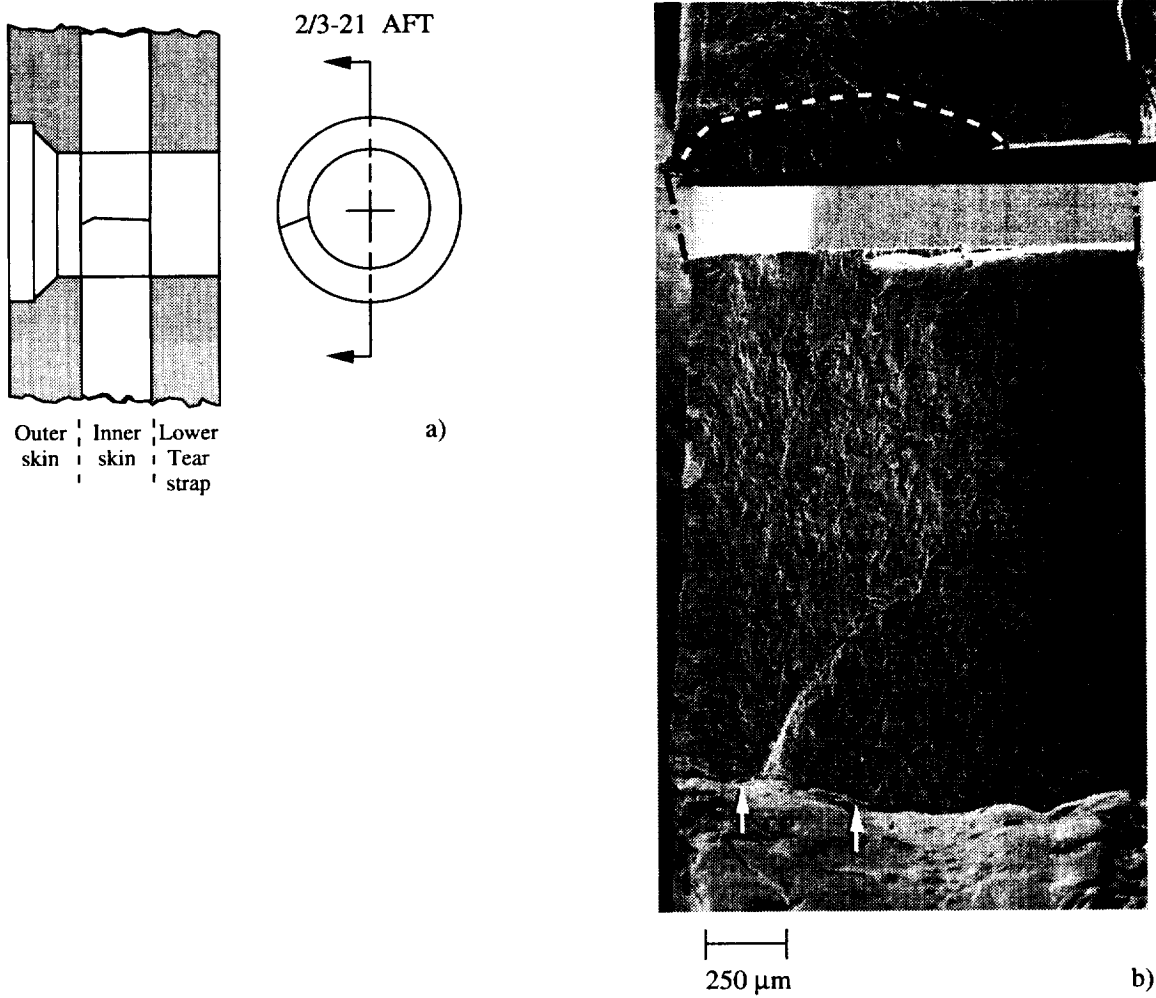 2/3-21 AFT
Outer skin
Inner skin
Lower Tear strap
a)
250 μm
b)